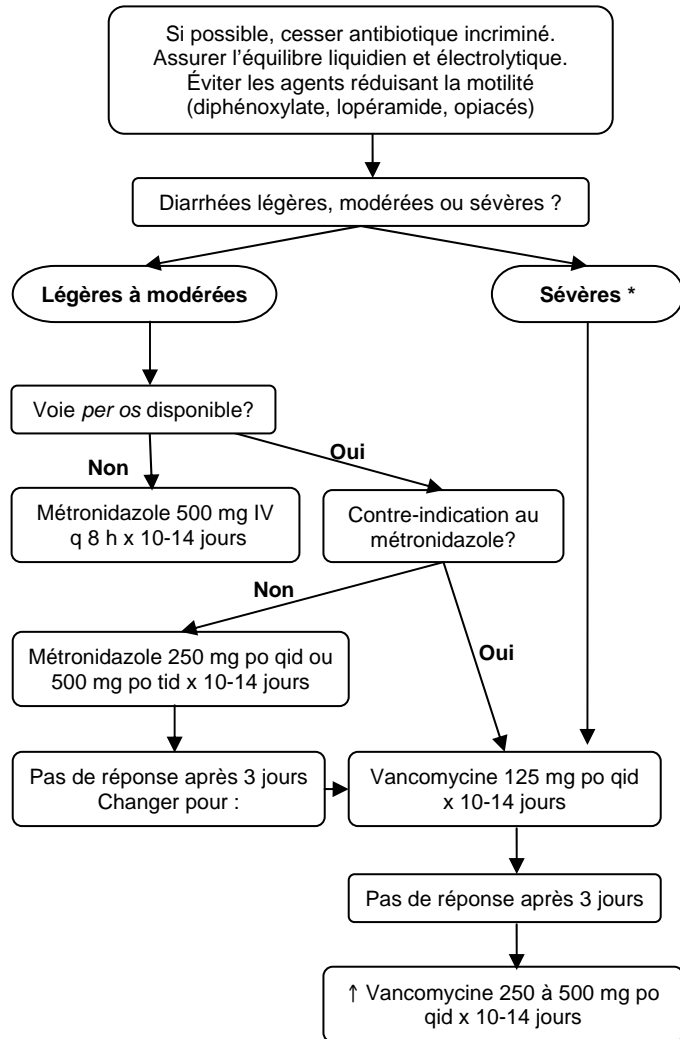 Si possible, cesser antibiotique incriminé.
Assurer l'équilibre liquidien et électrolytique.
Éviter les agents réduisant la motilité
(diphénoxylate, lopéramide, opiacés)
Diarrhées légères, modérées ou sévères ?
Légères à modérées
Sévères *
Voie per os disponible?
Non
Oui
Métronidazole 500 mg IV
q 8 h x 10-14 jours
Contre-indication au
métronidazole?
Non
Oui
Métronidazole 250 mg po qid ou
500 mg po tid x 10-14 jours
Pas de réponse après 3 jours
Changer pour :
Vancomycine 125 mg po qid
x 10-14 jours
Pas de réponse après 3 jours
↑ Vancomycine 250 à 500 mg po
qid x 10-14 jours